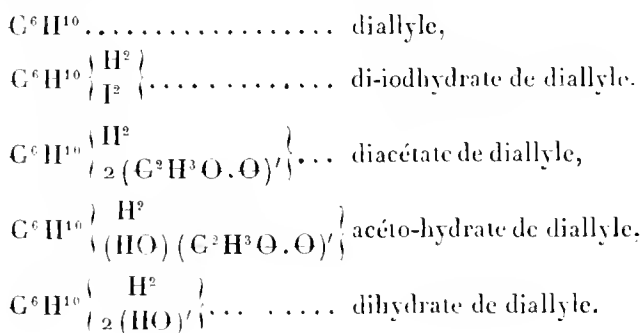 C⁶H¹⁰.................. diallyle,
C⁶H¹⁰ { H² I² }............ di-iodhydrate de diallyle.
C⁶H¹⁰ { H² 2(C²H³O.O)' }... diacétate de diallyle,
C⁶H¹⁰ { H² (HO)(C²H³O.O)' } acéto-hydrate de diallyle,
C⁶H¹⁰ { H² 2(HO)' }......... dihydrate de diallyle.